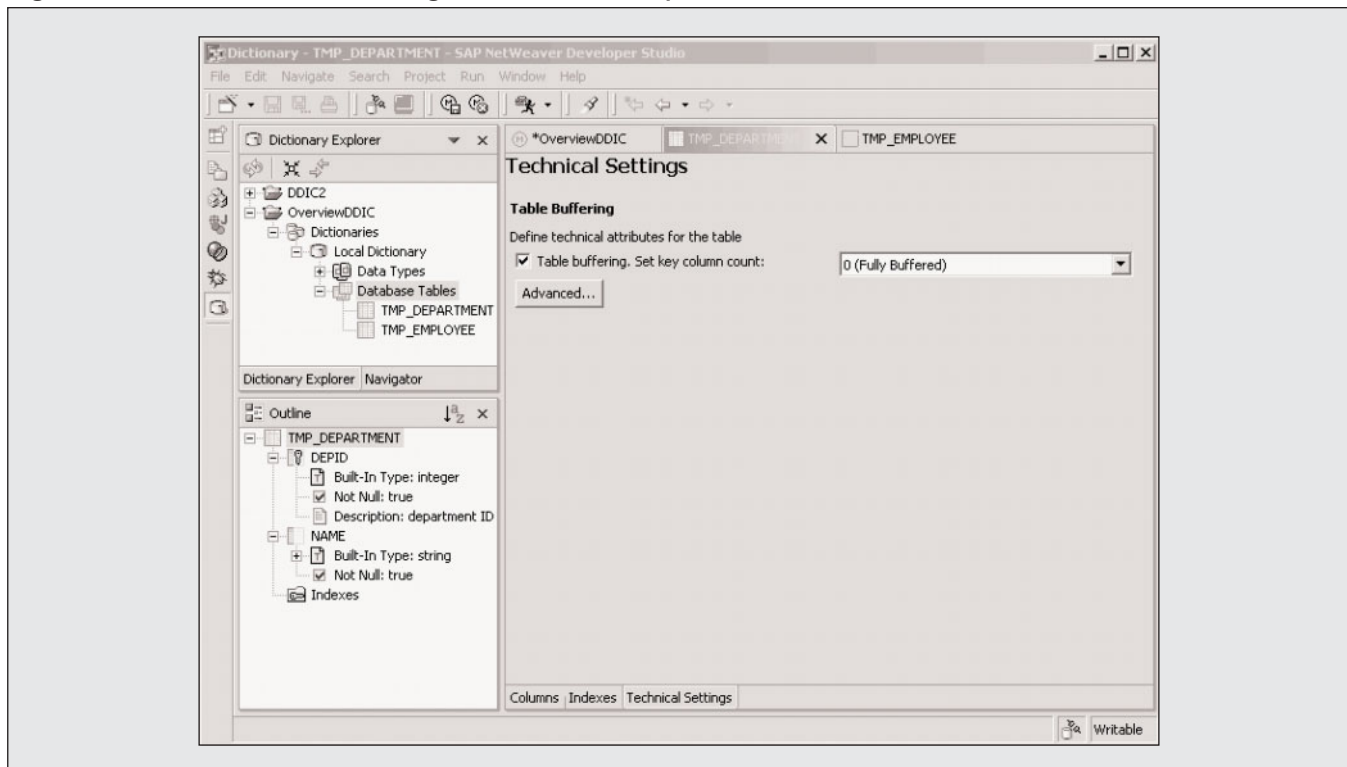 Dictionary - TMP_DEPARTMENT - SAP NetWeaver Developer Studio
File Edit Navigate Search Project Run Window Help
Dictionary Explorer
DDIC2
OverviewDDIC
Dictionaries
Local Dictionary
Data Types
Database Tables
TMP_DEPARTMENT
TMP_EMPLOYEE
Dictionary Explorer Navigator
Outline
TMP_DEPARTMENT
DEPID
Built-In Type: integer
Not Null: true
Description: department ID
NAME
Built-In Type: string
Not Null: true
Indexes
*OverviewDDIC TMP_DEPARTMENT TMP_EMPLOYEE
Technical Settings
Table Buffering
Define technical attributes for the table
Table buffering. Set key column count: 0 (Fully Buffered)
Advanced...
Columns Indexes Technical Settings
Writable